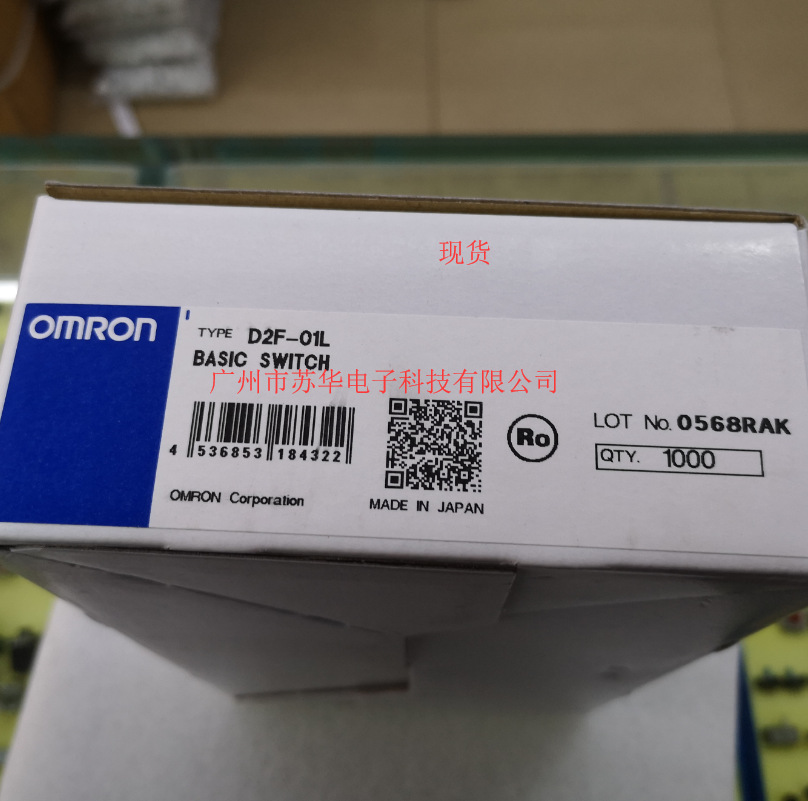 现货
OMRON
TYPE D2F-01L
BASIC SWITCH
广州市苏华电子科技有限公司
4 536853 184322
Ro
LOT No. 0568RAK
QTY. 1000
OMRON Corporation
MADE IN JAPAN